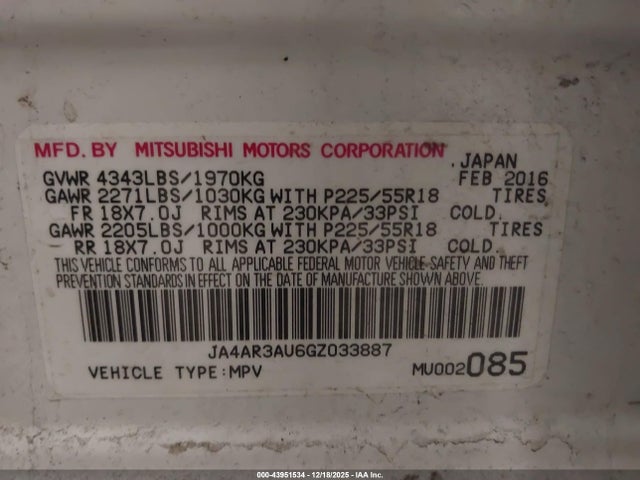 MFD. BY MITSUBISHI MOTORS CORPORATION
. JAPAN
GVWR 4343LBS/1970KG FEB 2016
GAWR 2271LBS/1030KG WITH P225/55R18 TIRES
FR 18X7.0J RIMS AT 230KPA/33PSI COLD.
GAWR 2205LBS/1000KG WITH P225/55R18 TIRES
RR 18X7.0J RIMS AT 230KPA/33PSI COLD.
THIS VEHICLE CONFORMS TO ALL APPLICABLE FEDERAL MOTOR VEHICLE-SAFETY AND THEFT
PREVENTION STANDARDS IN EFFECT ON THE DATE OF MANUFACTURE SHOWN ABOVE.
JA4AR3AU6GZ033887
VEHICLE TYPE:MPV MU002085
000-43951534 - 12/18/2025 - IAA Inc.